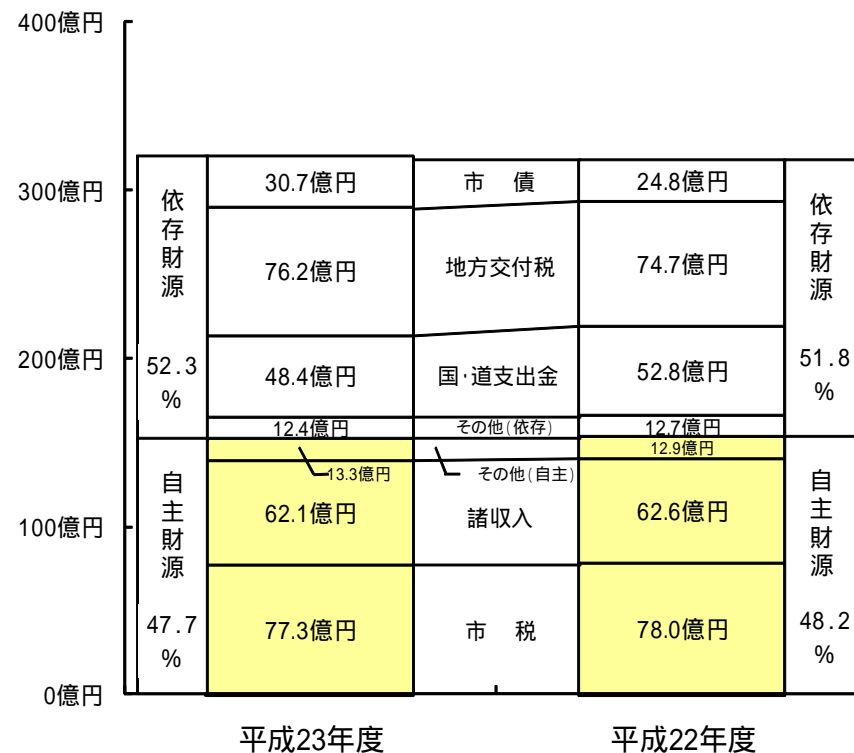 400億円
300億円
200億円
100億円
0億円
依存財源
52.3
%
自主財源
47.7
%
30.7億円
76.2億円
48.4億円
12.4億円
13.3億円
62.1億円
77.3億円
市 債
地方交付税
国・道支出金
その他(依存)
その他(自主)
諸収入
市 税
24.8億円
74.7億円
52.8億円
12.7億円
12.9億円
62.6億円
78.0億円
依存財源
51.8
%
自主財源
48.2
%
平成23年度
平成22年度